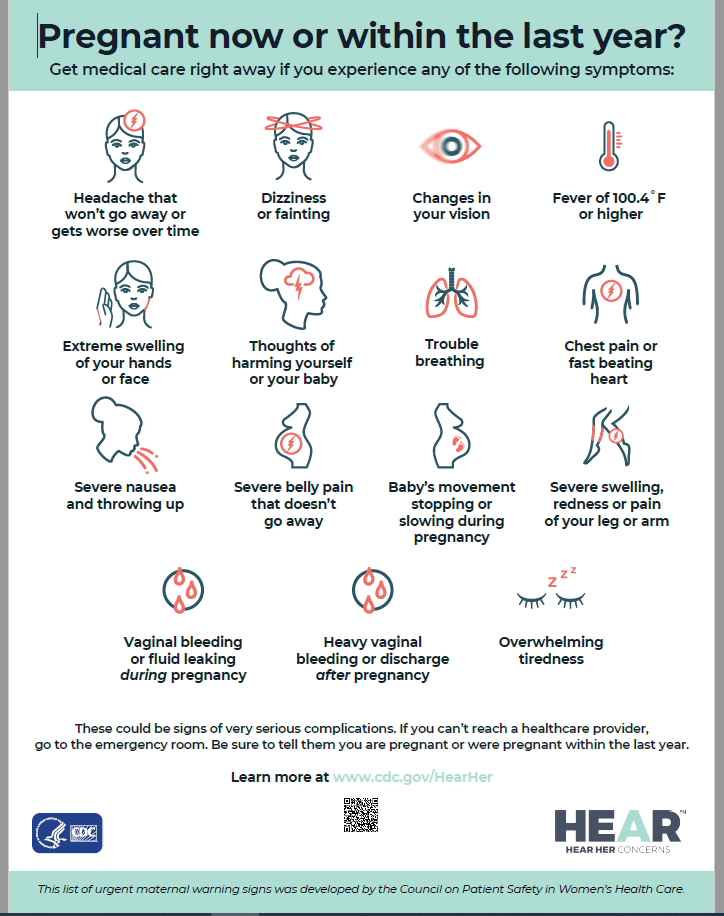 Pregnant now or within the last year?
Get medical care right away if you experience any of the following symptoms:
Headache that
won't go away or
gets worse over time
Dizziness
or fainting
Changes in
your vision
Fever of 100.4°F
or higher
Extreme swelling
of your hands
or face
Thoughts of
harming yourself
or your baby
Trouble
breathing
Chest pain or
fast beating
heart
Severe nausea
and throwing up
Severe belly pain
that doesn't
go away
Baby's movement
stopping or
slowing during
pregnancy
Severe swelling,
redness or pain
of your leg or arm
z z z
Vaginal bleeding
or fluid leaking
during pregnancy
Heavy vaginal
bleeding or discharge
after pregnancy
Overwhelming
tiredness
These could be signs of very serious complications. If you can't reach a healthcare provider,
go to the emergency room. Be sure to tell them you are pregnant or were pregnant within the last year.
Learn more at www.cdc.gov/HearHer
CDC
HEAR™
HEAR HER CONCERNS
This list of urgent maternal warning signs was developed by the Council on Patient Safety in Women's Health Care.